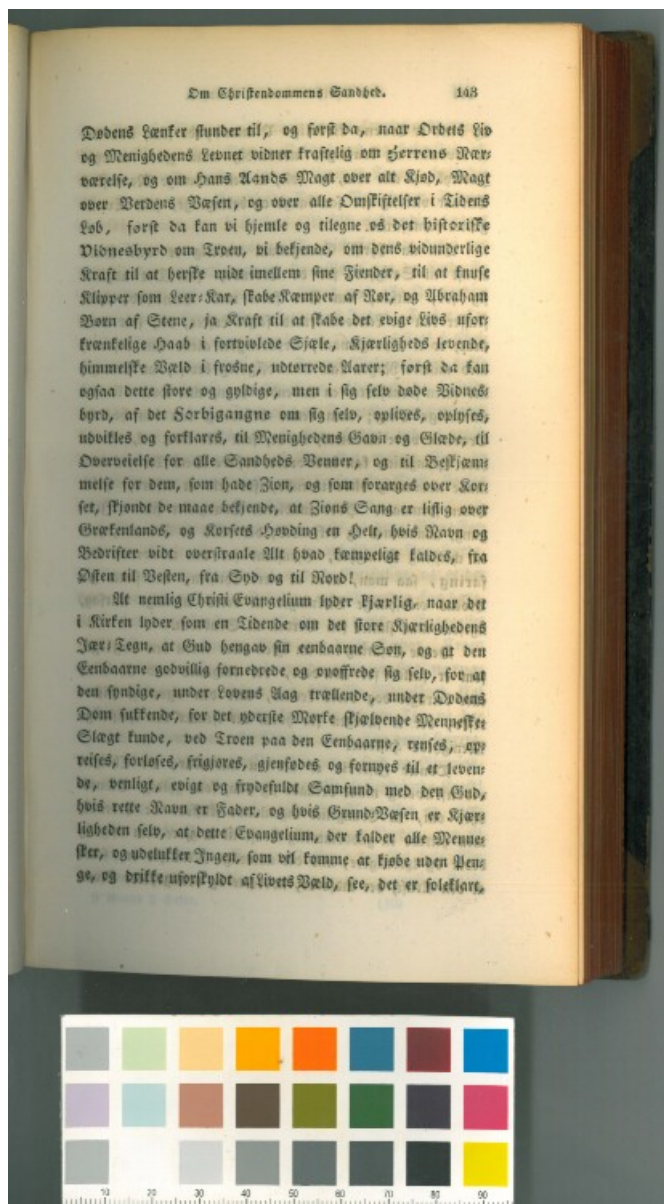 Om Christendommens Sandhed. 143
Dødens Lænker stunder til, og først da, naar Ordets Liv
og Menighedens Levnet vidner kraftelig om Herrens Nær-
værelse, og om Hans Aands Magt over alt Kjød, Magt
over Verdens Væsen, og over alle Omskiftelser i Tidens
Løb, først da kan vi hjemle og tilegne os det historiske
Vidnesbyrd om Troen, vi bekjende, om dens vidunderlige
Kraft til at herske midt imellem sine Fiender, til at knuse
Klipper som Leer-Kar, skabe Kæmper af Rør, og Abraham
Børn af Stene, ja Kraft til at skabe det evige Livs ufor-
krænkelige Haab i fortvivlede Sjæle, Kjærligheds levende,
himmelske Væld i frosne, udtørrede Aarer; først da kan
ogsaa dette store og gyldige, men i sig selv døde Vidnes-
byrd, af det Forbigangne om sig selv, oplives, oplyses,
udvikles og forklares, til Menighedens Gavn og Glæde, til
Overveielse for alle Sandheds Venner, og til Beskjæm-
melse for dem, som hade Zion, og som forarges over Kor-
set, skjøndt de maae bekjende, at Zions Sang er liflig over
Grækenlands, og Korsets Høvding en Helt, hvis Navn og
Bedrifter vidt overstraale Alt hvad kæmpeligt kaldes, fra
Østen til Vesten, fra Syd og til Nord!
At nemlig Christi Evangelium lyder kjærlig, naar det
i Kirken lyder som en Tidende om det store Kjærlighedens
Jær-Tegn, at Gud hengav sin eenbaarne Søn, og at den
Eenbaarne godvillig fornedrede og opoffrede sig selv, for at
den syndige, under Lovens Aag trællende, under Dødens
Dom sukkende, for det yderste Mørke skjælvende Menneske-
Slægt kunde, ved Troen paa den Eenbaarne, renses, op-
reises, forløses, frigjøres, gjenfødes og fornyes til et leven-
de, venligt, evigt og frydefuldt Samfund med den Gud,
hvis rette Navn er Fader, og hvis Grund-Væsen er Kjær-
ligheden selv, at dette Evangelium, der kalder alle Menne-
sker, og udelukker Ingen, som vil komme at kjøbe uden Pen-
ge, og drikke uforskyldt af Livets Væld, see, det er soleklart,
10 20 30 40 50 60 70 80 90